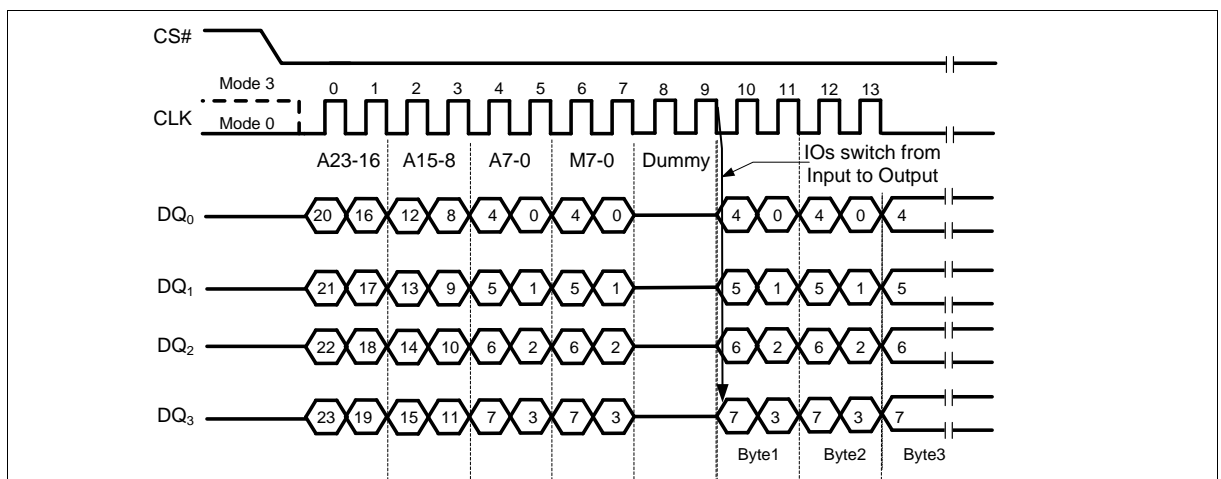 CS#
Mode 3
0 1 2 3 4 5 6 7 8 9 10 11 12 13
CLK
Mode 0
A23-16 A15-8 A7-0 M7-0 Dummy
IOs switch from
Input to Output
DQ0 20 16 12 8 4 0 4 0 4 0 4 0 4
DQ1 21 17 13 9 5 1 5 1 5 1 5 1 5
DQ2 22 18 14 10 6 2 6 2 6 2 6 2 6
DQ3 23 19 15 11 7 3 7 3 7 3 7 3 7
Byte1 Byte2 Byte3